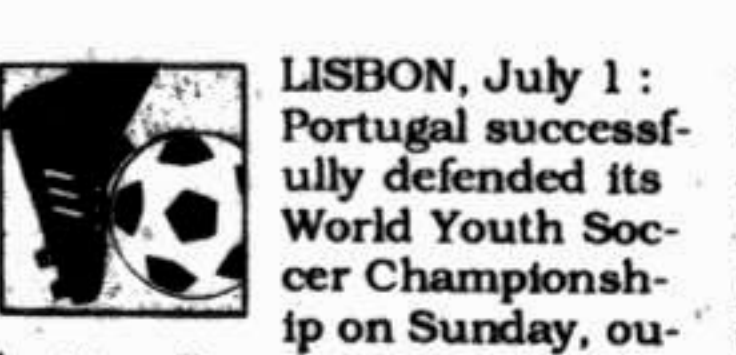 LISBON, July 1 :
Portugal successf-
ully defended its
World Youth Soc-
cer Championsh-
ip on Sunday, ou-